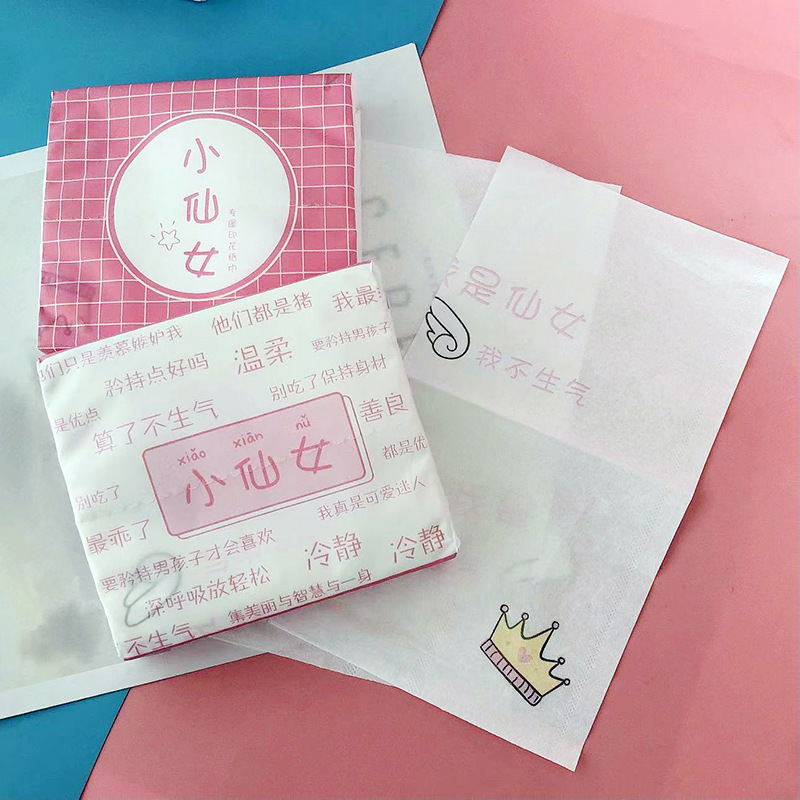 小仙女
专属印花纸巾
他们都是猪
我最
们只是羡慕嫉妒我
矜持点好吗
温柔
要矜持男孩子
别吃了保持身材
是优点
算了不生气
善良
xiǎo xiān nǚ
小仙女
都是优
别吃了
我真是可爱迷人
最乖了
要矜持男孩子才会喜欢
冷静
冷静
深呼吸放轻松
集美丽与智慧与一身
不生气
是仙女
我不生气